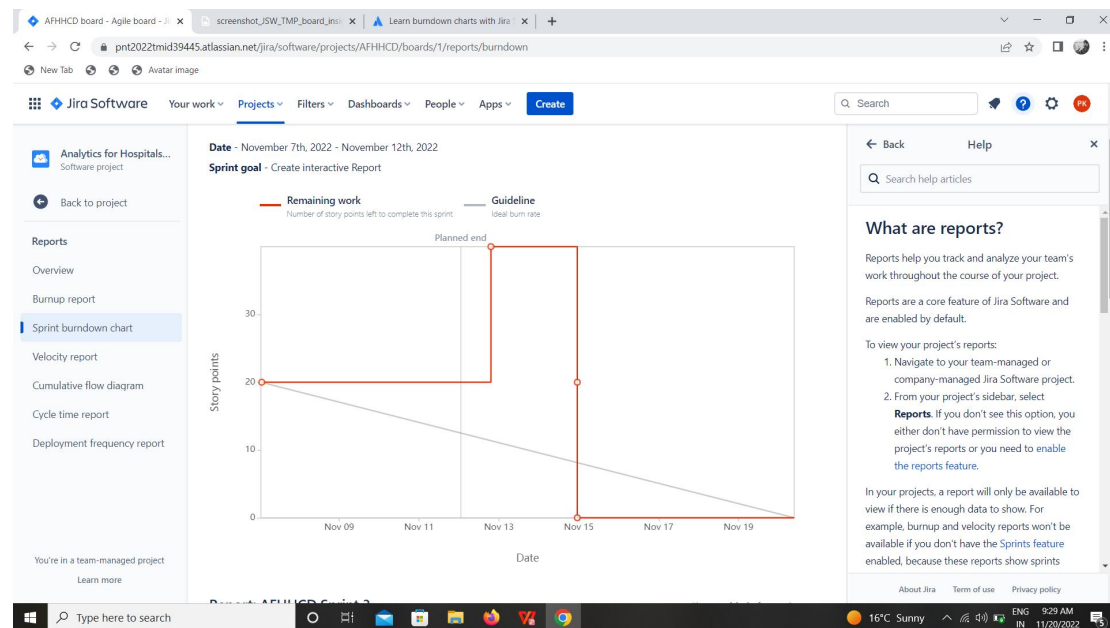 AFHHCD board - Agile board - Ji
screenshot_JSW_TMP_board_insi
Learn burndown charts with Jira
pnt2022tmid39445.atlassian.net/jira/software/projects/AFHHCD/boards/1/reports/burndown
New Tab
Avatar image
Jira Software
Your work
Projects
Filters
Dashboards
People
Apps
Create
Search
PK
Analytics for Hospitals...
Software project
Back to project
Reports
Overview
Burnup report
Sprint burndown chart
Velocity report
Cumulative flow diagram
Cycle time report
Deployment frequency report
You're in a team-managed project
Learn more
Date - November 7th, 2022 - November 12th, 2022
Sprint goal - Create interactive Report
Remaining work
Number of story points left to complete this sprint
Guideline
Ideal burn rate
Planned end
Story points
30
20
10
0
Nov 09
Nov 11
Nov 13
Nov 15
Nov 17
Nov 19
Date
Back
Help
Search help articles
What are reports?
Reports help you track and analyze your team's
work throughout the course of your project.
Reports are a core feature of Jira Software and
are enabled by default.
To view your project's reports:
1. Navigate to your team-managed or
company-managed Jira Software project.
2. From your project's sidebar, select
Reports. If you don't see this option, you
either don't have permission to view the
project's reports or you need to enable
the reports feature.
In your projects, a report will only be available to
view if there is enough data to show. For
example, burnup and velocity reports won't be
available if you don't have the Sprints feature
enabled, because these reports show sprints
About Jira
Term of use
Privacy policy
Type here to search
16°C Sunny
ENG
IN
9:29 AM
11/20/2022
5